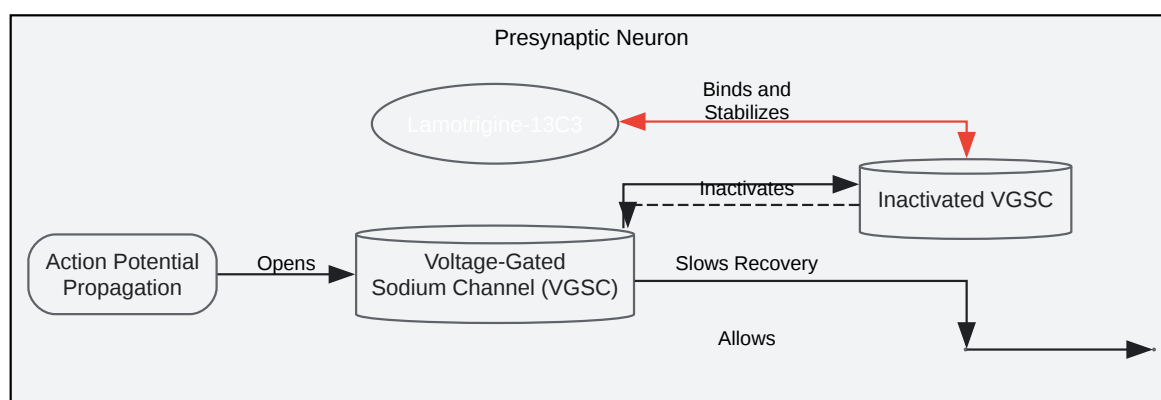 Presynaptic Neuron
Binds and
Stabilizes
Lamotrigine-13C3
Inactivates
Inactivated VGSC
Action Potential
Propagation
Opens
Voltage-Gated
Sodium Channel (VGSC)
Slows Recovery
Allows